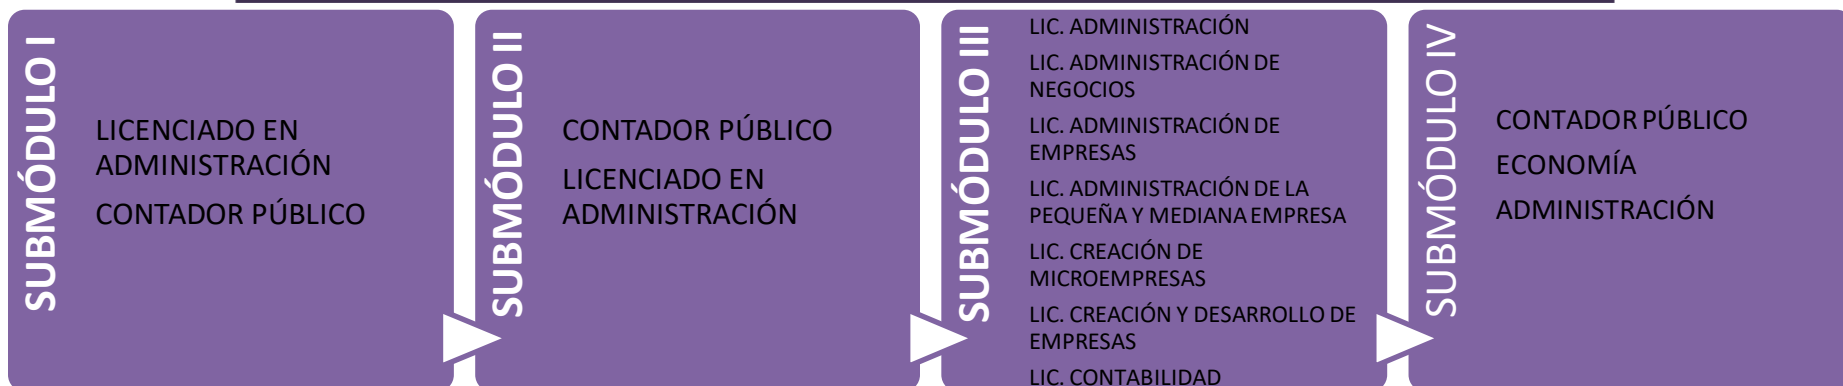 SUBMÓDULO I
LICENCIADO EN
ADMINISTRACIÓN
CONTADOR PÚBLICO
SUBMÓDULO II
CONTADOR PÚBLICO
LICENCIADO EN
ADMINISTRACIÓN
SUBMÓDULO III
LIC. ADMINISTRACIÓN
LIC. ADMINISTRACIÓN DE
NEGOCIOS
LIC. ADMINISTRACIÓN DE
EMPRESAS
LIC. ADMINISTRACIÓN DE LA
PEQUEÑA Y MEDIANA EMPRESA
LIC. CREACIÓN DE
MICROEMPRESAS
LIC. CREACIÓN Y DESARROLLO DE
EMPRESAS
LIC. CONTABILIDAD
SUBMÓDULO IV
CONTADOR PÚBLICO
ECONOMÍA
ADMINISTRACIÓN